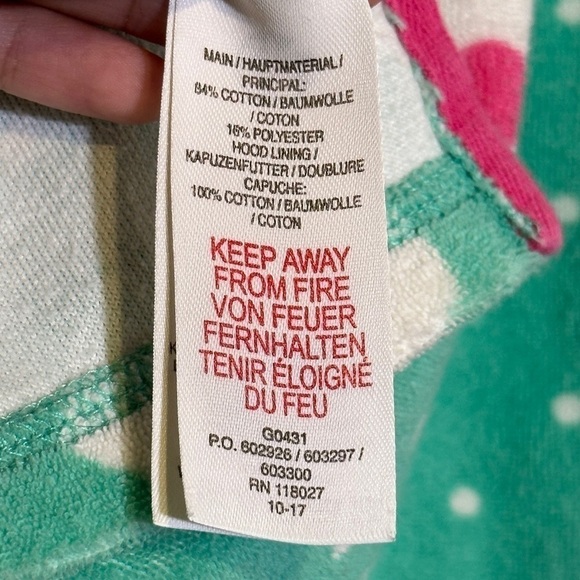 MAIN / HAUPTMATERIAL /
PRINCIPAL:
84% COTTON / BAUMWOLLE
/ COTON
16% POLYESTER
HOOD LINING /
KAPUZENFUTTER / DOUBLURE
CAPUCHE:
100% COTTON / BAUMWOLLE
/ COTON
KEEP AWAY
FROM FIRE
VON FEUER
FERNHALTEN
TENIR ÉLOIGNÉ
DU FEU
G0431
P.O. 602926 / 603297 /
603300
RN 118027
10-17